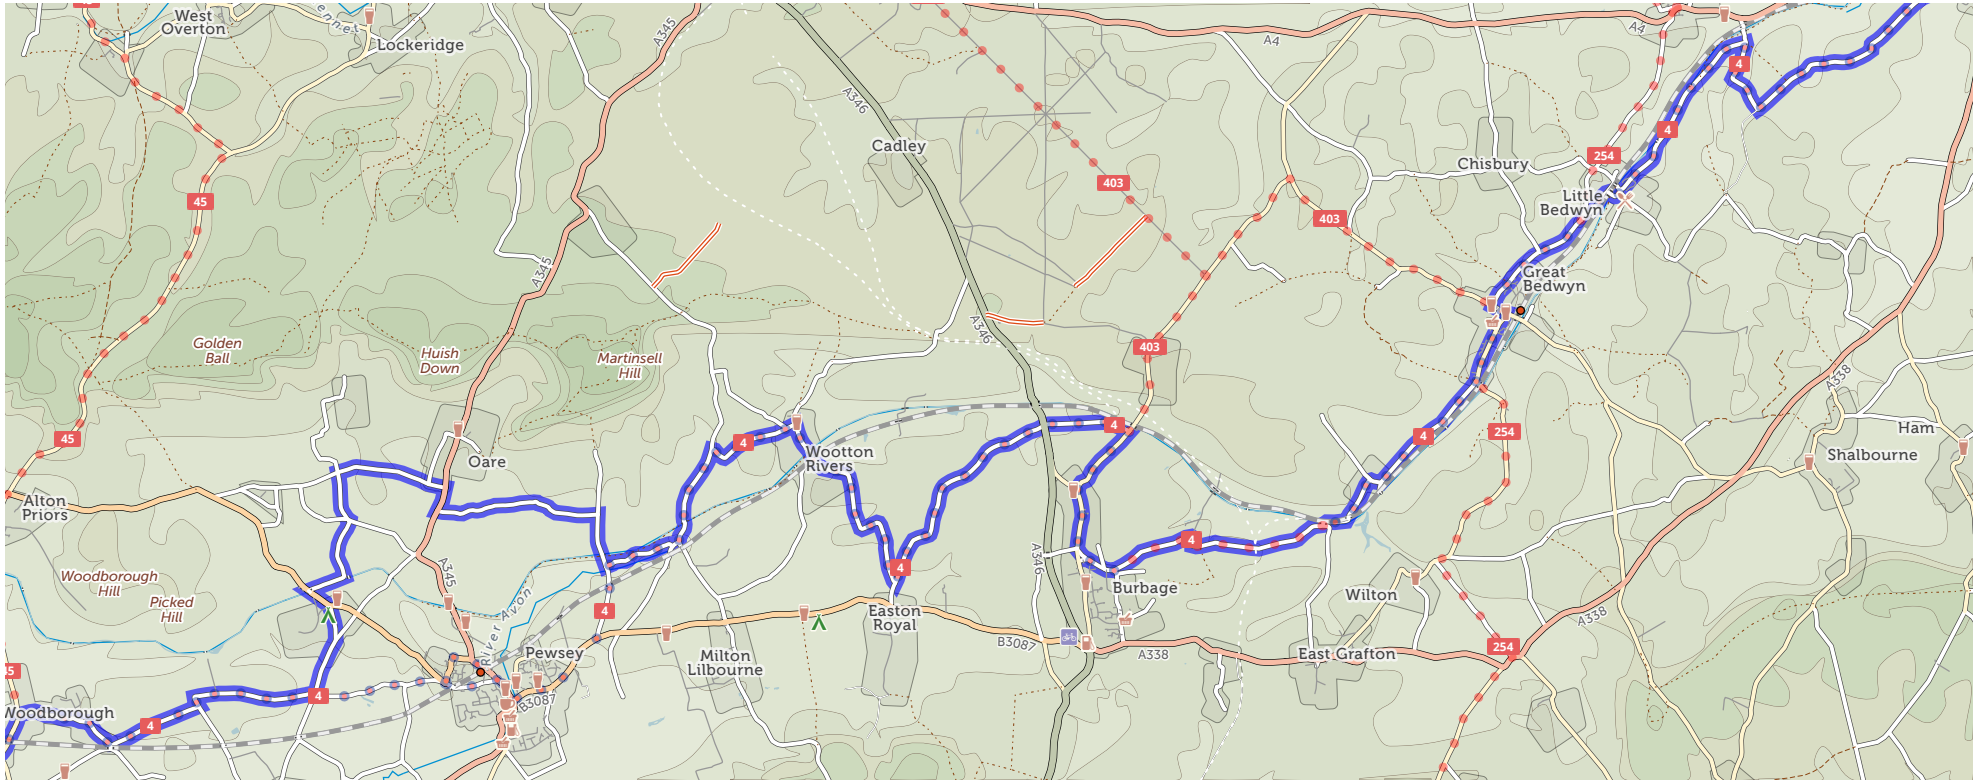 West
Overton
Lockeridge
ennet
A345
A346
A4
A4
4
Cadley
4
254
Chisbury
403
45
Little
Bedwyn
403
A345
Great
Bedwyn
A346
Golden
Ball
Huish
Down
Martinsell
Hill
403
A338
45
4
4
4
254
Ham
Oare
Wootton
Rivers
Shalbourne
Alton
Priors
4
A346
A345
Woodborough
Hill
Picked
Hill
River Avon
4
4
Easton
Royal
Burbage
Wilton
A338
B3087
A338
254
East Grafton
Pewsey
Milton
Lilbourne
4
B3087
Woodborough
4